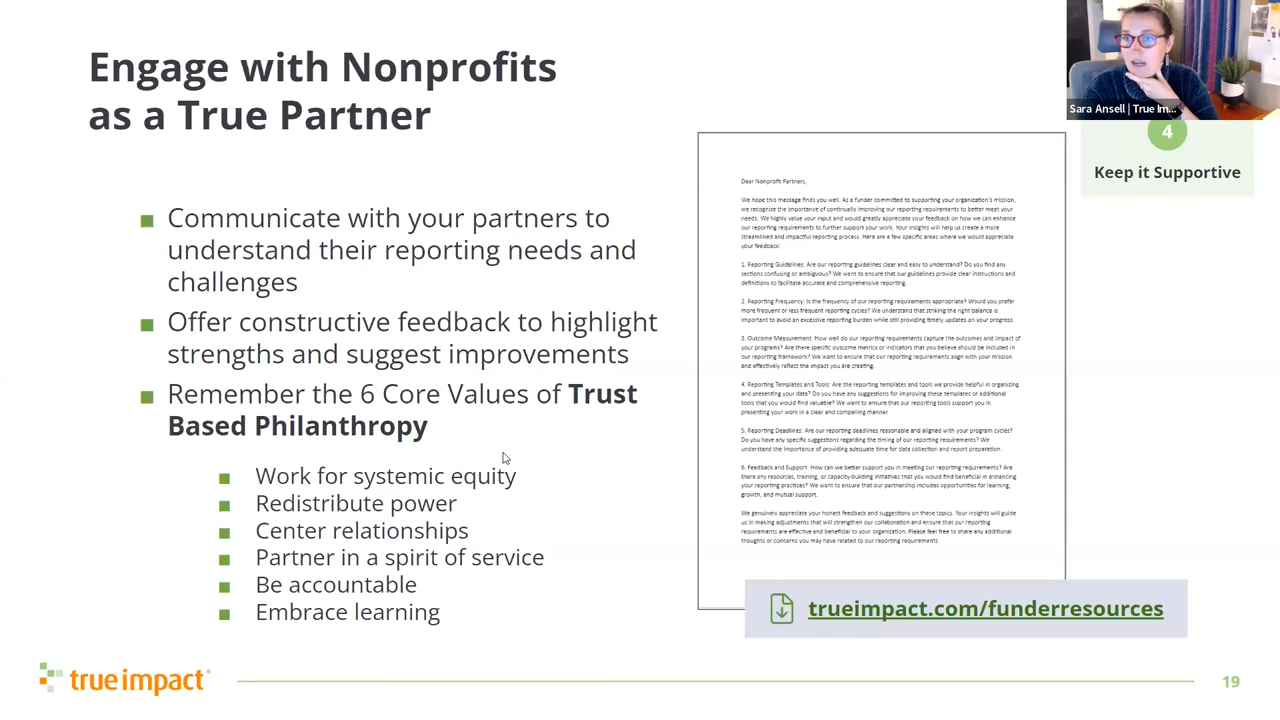 Engage with Nonprofits
as a True Partner
Communicate with your partners to
understand their reporting needs and
challenges
Offer constructive feedback to highlight
strengths and suggest improvements
Remember the 6 Core Values of Trust
Based Philanthropy
Work for systemic equity
Redistribute power
Center relationships
Partner in a spirit of service
Be accountable
Embrace learning
Dear Nonprofit Partners,
We hope this message finds you well. As a funder committed to supporting your organization's mission,
we recognize the importance of continually improving our reporting requirements to better meet your
needs. We highly value your input and would greatly appreciate your feedback on how we can enhance
our reporting requirements to further support your work. Your insights will help us create a more
streamlined and impactful reporting process. Here are a few specific areas where we would appreciate
your feedback:
1. Reporting Guidelines: Are our reporting guidelines clear and easy to understand? Do you find any
sections confusing or ambiguous? We want to ensure that our guidelines provide clear instructions and
definitions to facilitate accurate and comprehensive reporting.
2. Reporting Frequency: Is the frequency of our reporting requirements appropriate? Would you prefer
more frequent or less frequent reporting cycles? We understand that striking the right balance is
important to avoid an excessive reporting burden while still providing timely updates on your progress.
3. Outcome Measurement: How well do our reporting requirements capture the outcomes and impact of
your programs? Are there specific outcome metrics or indicators that you believe should be included in
our reporting framework? We want to ensure that our reporting requirements align with your mission
and effectively reflect the impact you are creating.
4. Reporting Templates and Tools: Are the reporting templates and tools we provide helpful in organizing
and presenting your data? Do you have any suggestions for improving these templates or additional
tools that you would find valuable? We want to ensure that our reporting tools support you in
presenting your work in a clear and compelling manner.
5. Reporting Deadlines: Are our reporting deadlines reasonable and aligned with your program cycles?
Do you have any specific suggestions regarding the timing of our reporting requirements? We
understand the importance of providing adequate time for data collection and report preparation.
6. Feedback and Support: How can we better support you in meeting our reporting requirements? Are
there any resources, training, or capacity-building initiatives that you would find beneficial in enhancing
your reporting practices? We want to ensure that our partnership includes opportunities for learning,
growth, and mutual support.
We genuinely appreciate your honest feedback and suggestions on these topics. Your insights will guide
us in making adjustments that will strengthen our collaboration and ensure that our reporting
requirements are effective and beneficial to your organization. Please feel free to share any additional
thoughts or concerns you may have related to our reporting requirements.
trueimpact.com/funderresources
Sara Ansell | True Im...
4
Keep it Supportive
true impact
19